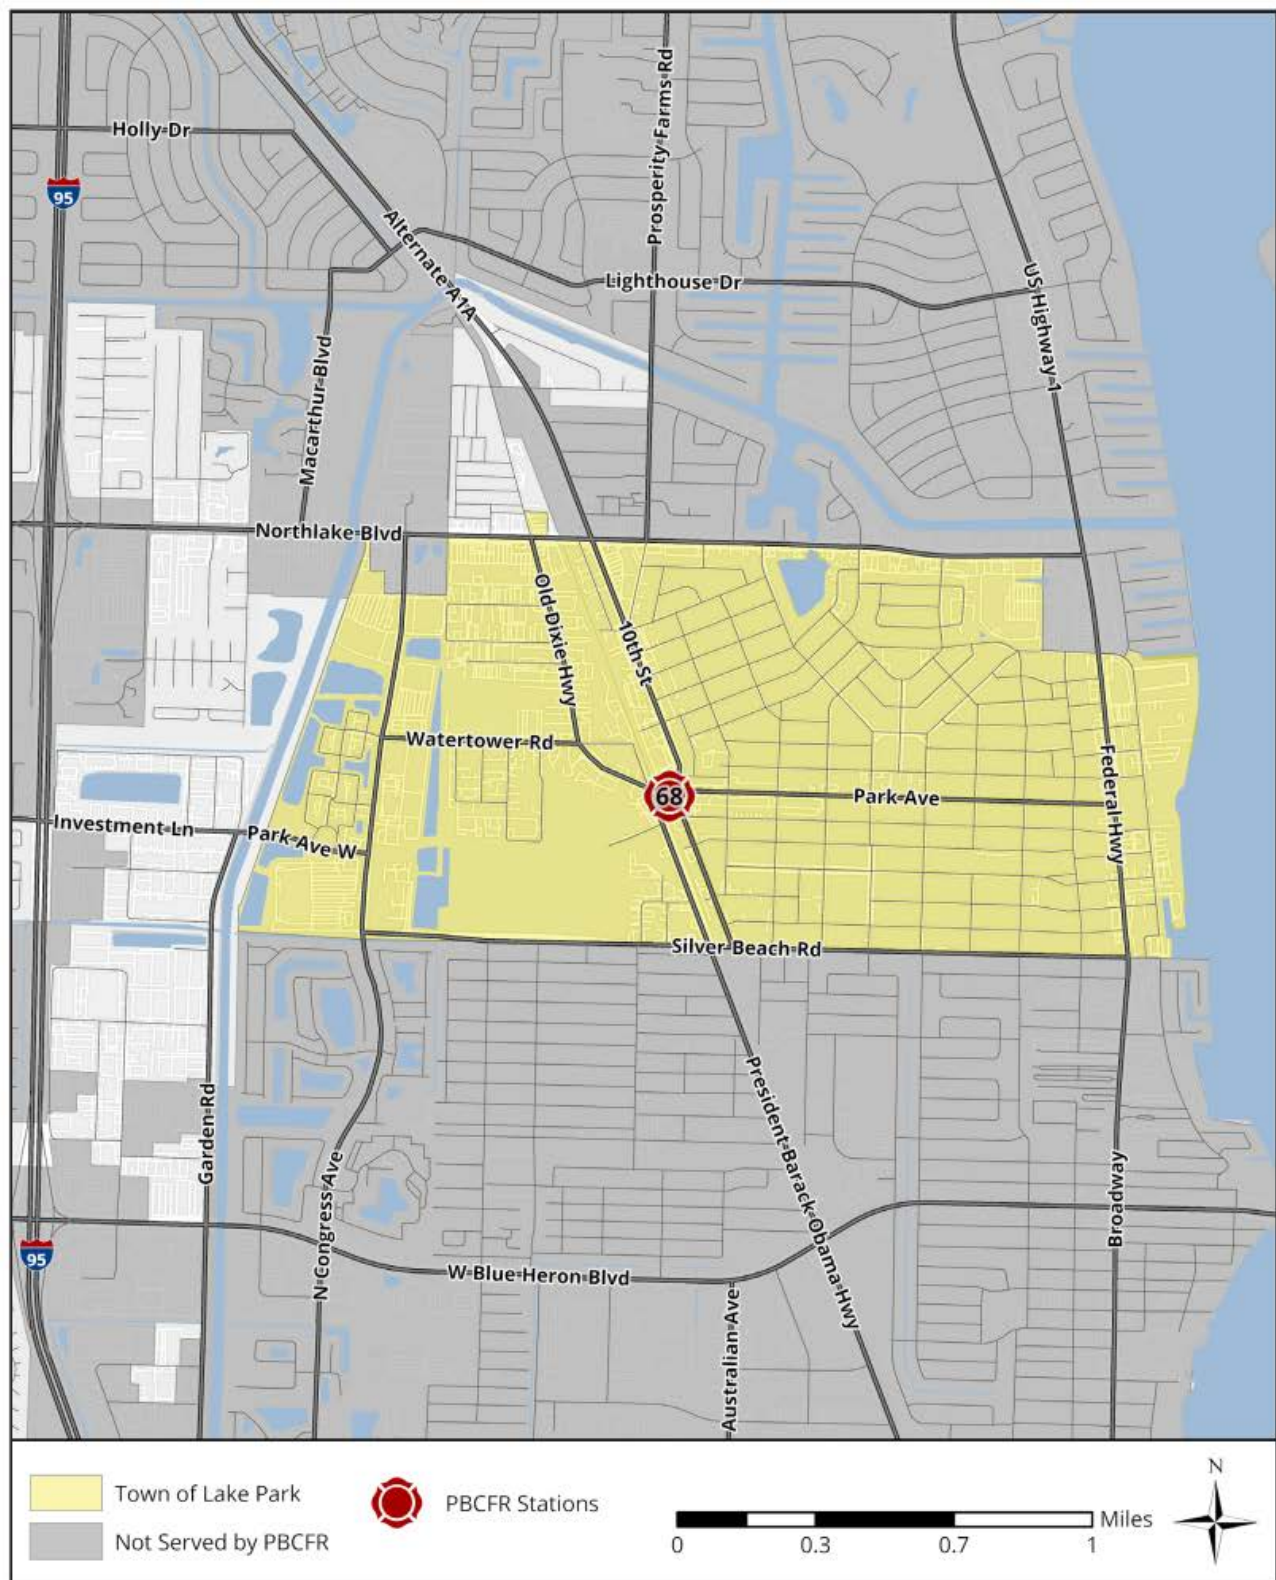 Holly Dr
Prosperity Farms Rd
95
Alternate A1A
Lighthouse Dr
US Highway 1
Macarthur Blvd
Northlake Blvd
Old Dixie Hwy
10th St
Watertower Rd
68
Park Ave
Federal Hwy
Investment Ln
Park Ave W
Silver Beach Rd
Garden Rd
N Congress Ave
President Barack Obama Hwy
Broadway
95
W Blue Heron Blvd
Australian Ave
Town of Lake Park
Not Served by PBCFR
PBCFR Stations
Miles
0 0.3 0.7 1
N